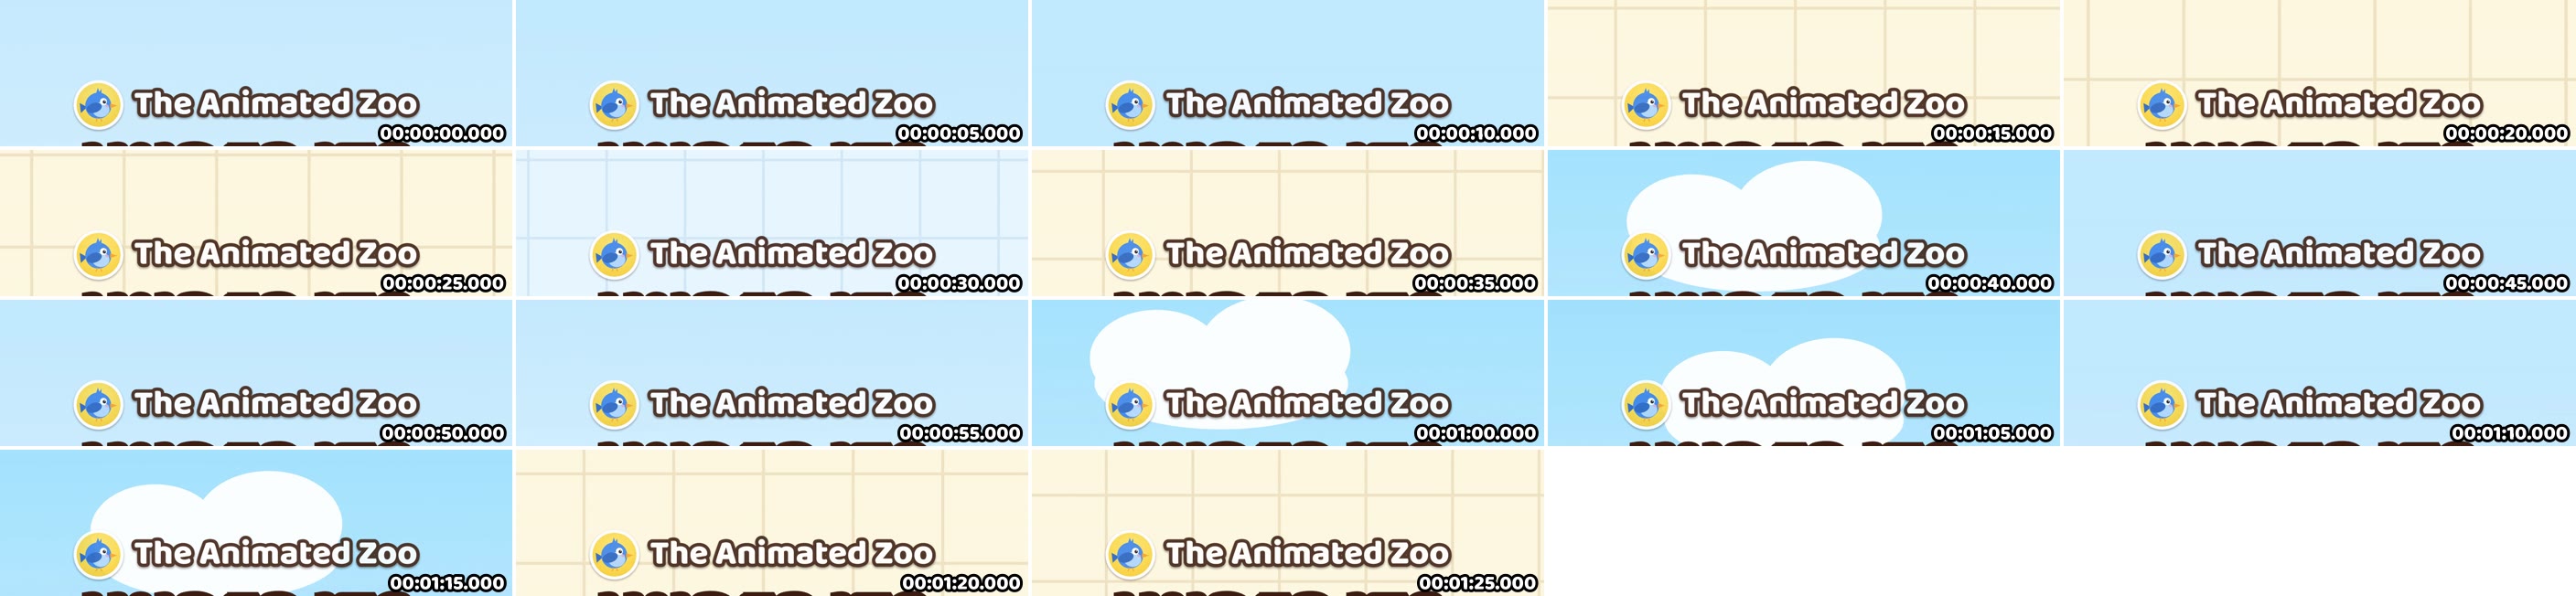 The Animated Zoo
00:00:00.000
The Animated Zoo
00:00:05.000
The Animated Zoo
00:00:10.000
The Animated Zoo
00:00:15.000
The Animated Zoo
00:00:20.000
The Animated Zoo
00:00:25.000
The Animated Zoo
00:00:30.000
The Animated Zoo
00:00:35.000
The Animated Zoo
00:00:40.000
The Animated Zoo
00:00:45.000
The Animated Zoo
00:00:50.000
The Animated Zoo
00:00:55.000
The Animated Zoo
00:01:00.000
The Animated Zoo
00:01:05.000
The Animated Zoo
00:01:10.000
The Animated Zoo
00:01:15.000
The Animated Zoo
00:01:20.000
The Animated Zoo
00:01:25.000